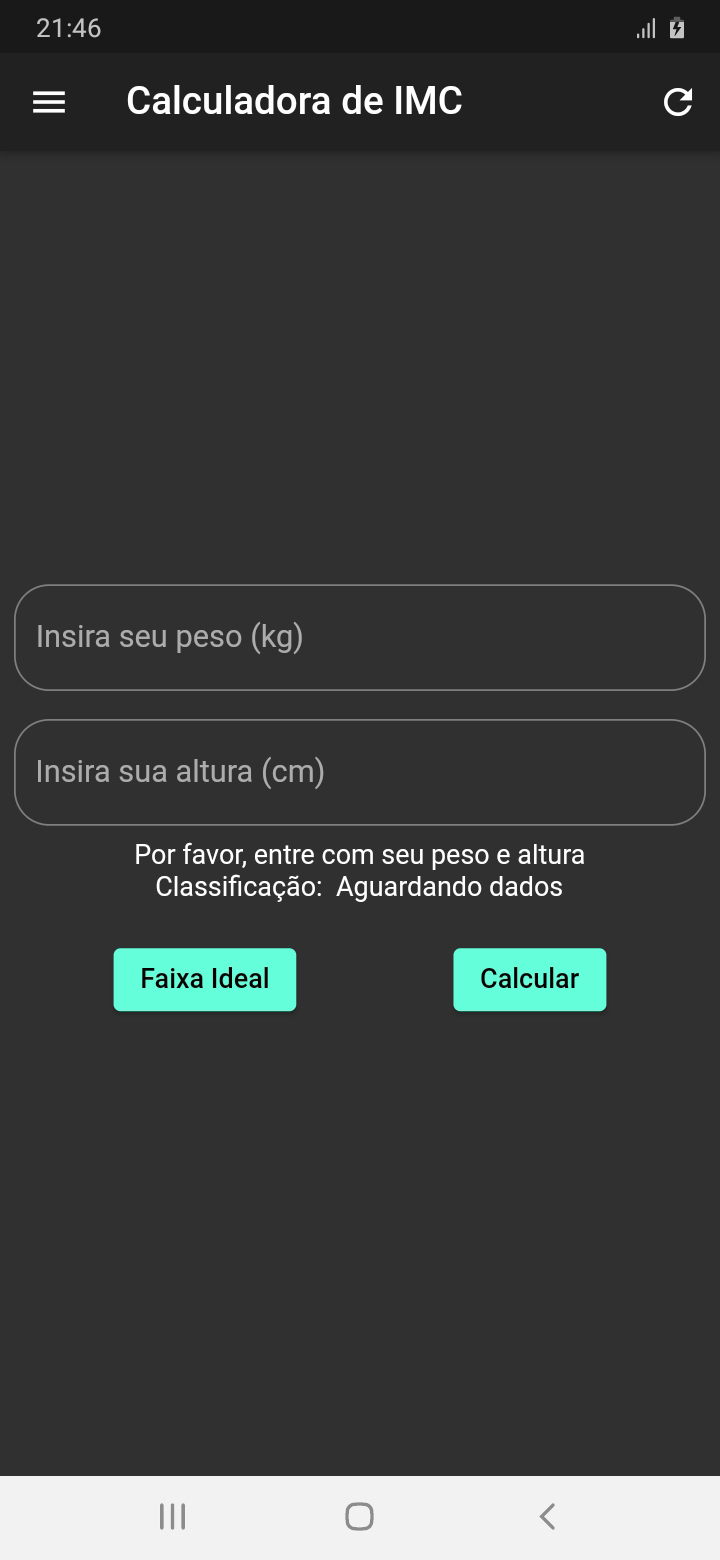 21:46
Calculadora de IMC
Insira seu peso (kg)
Insira sua altura (cm)
Por favor, entre com seu peso e altura
Classificação:  Aguardando dados
Faixa Ideal
Calcular